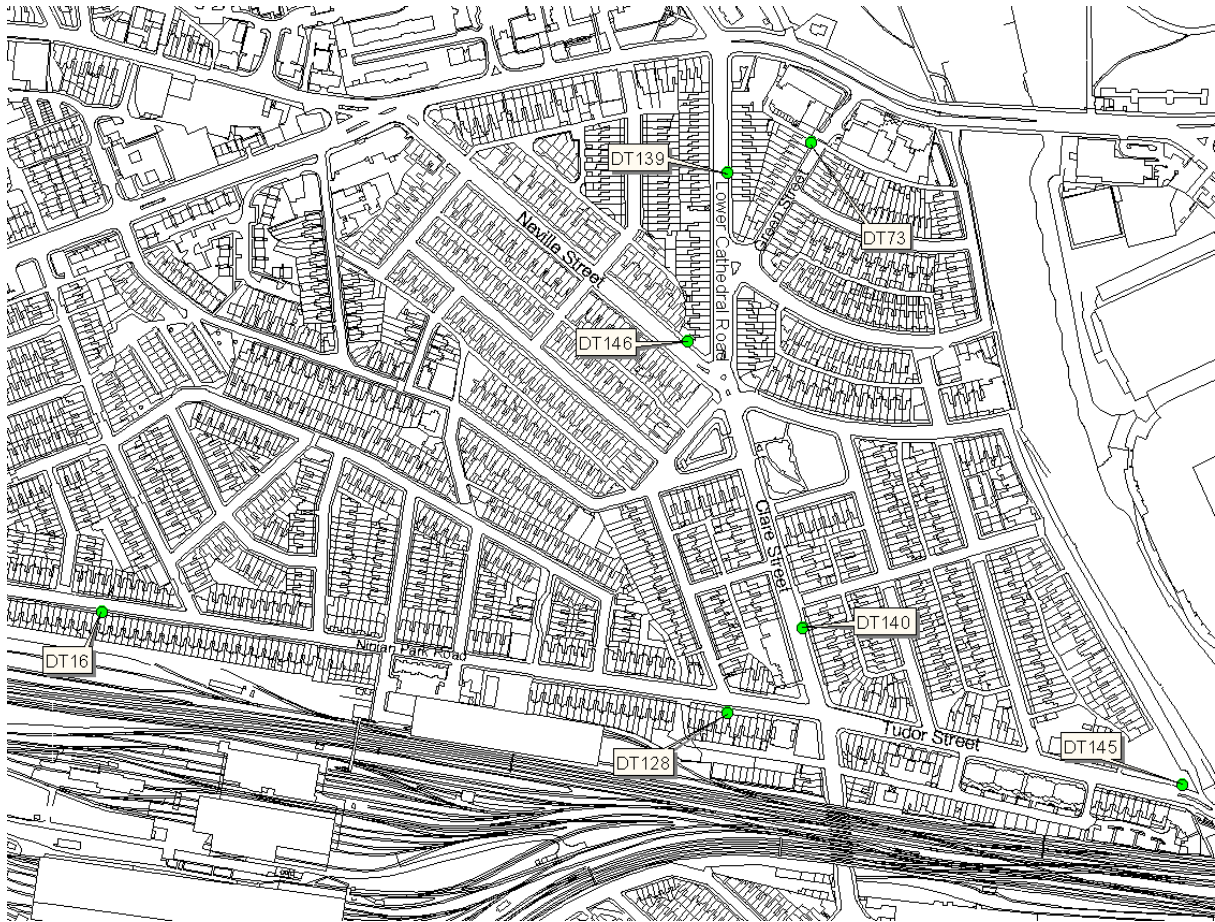 DT139
Lower Cathedral Road
Green Street
DT73
Neville Street
DT146
Clare Street
DT140
DT16
Ninian Park Road
DT128
Tudor Street
DT145